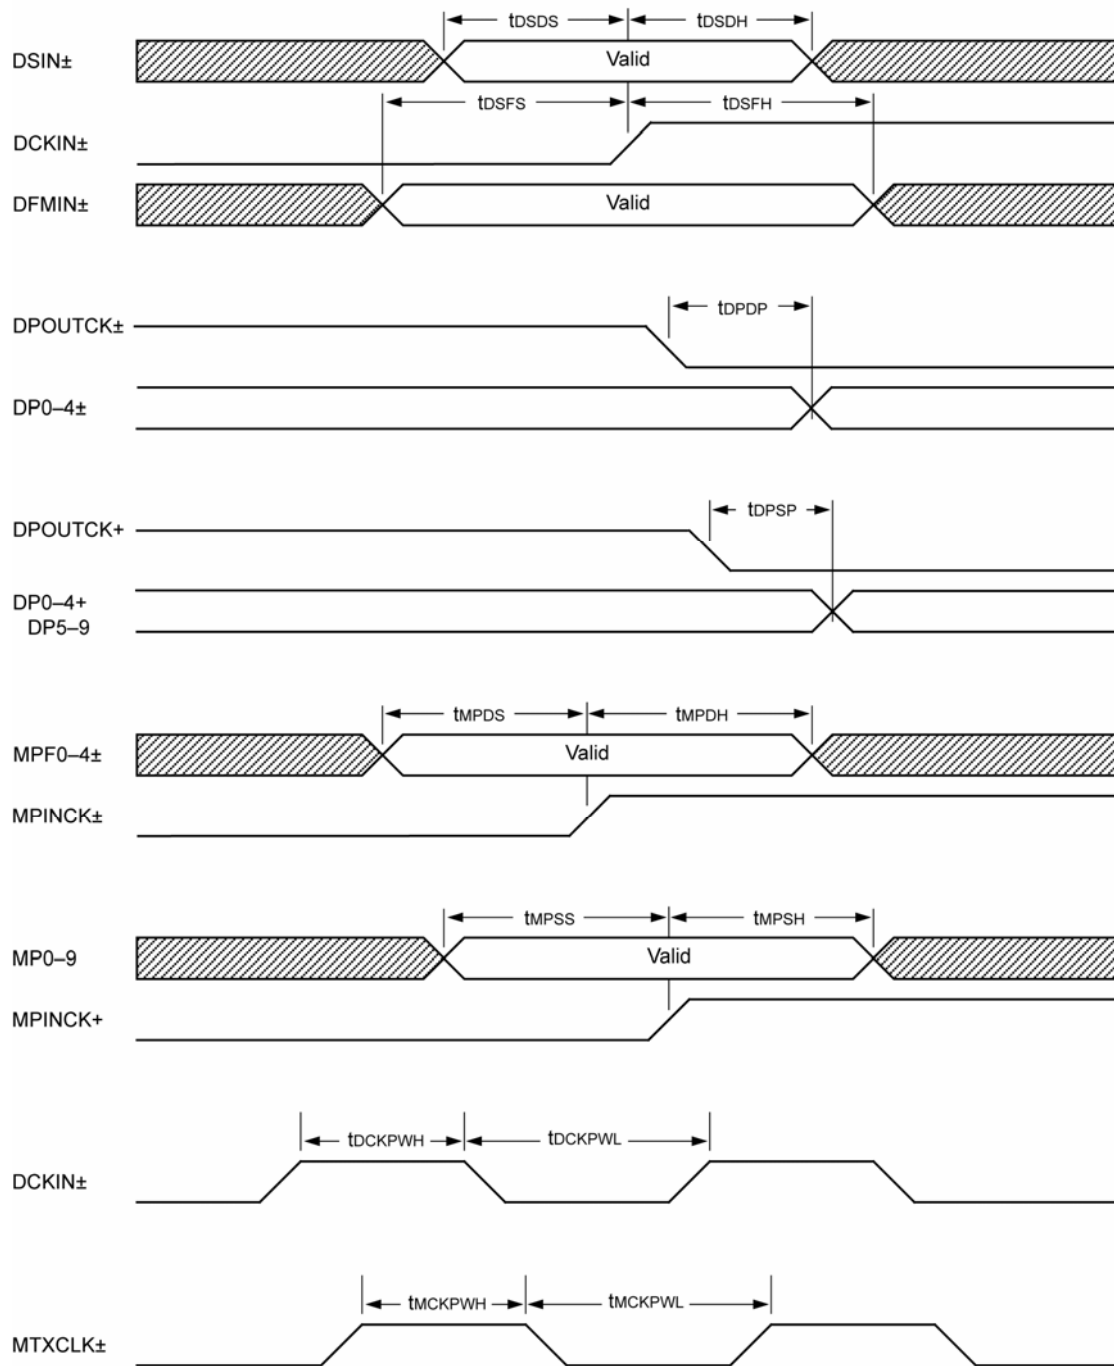 tDSDS tDSDH
DSIN± Valid
tDSFS tDSFH
DCKIN±
DFMIN± Valid
tDPDP
DPOUTCK±
DP0–4±
tDPSP
DPOUTCK+
DP0–4+
DP5–9
tMPDS tMPDH
MPF0–4± Valid
MPINCK±
tMPSS tMPSH
MP0–9 Valid
MPINCK+
tDCKPWH tDCKPWL
DCKIN±
tMCKPWH tMCKPWL
MTXCLK±